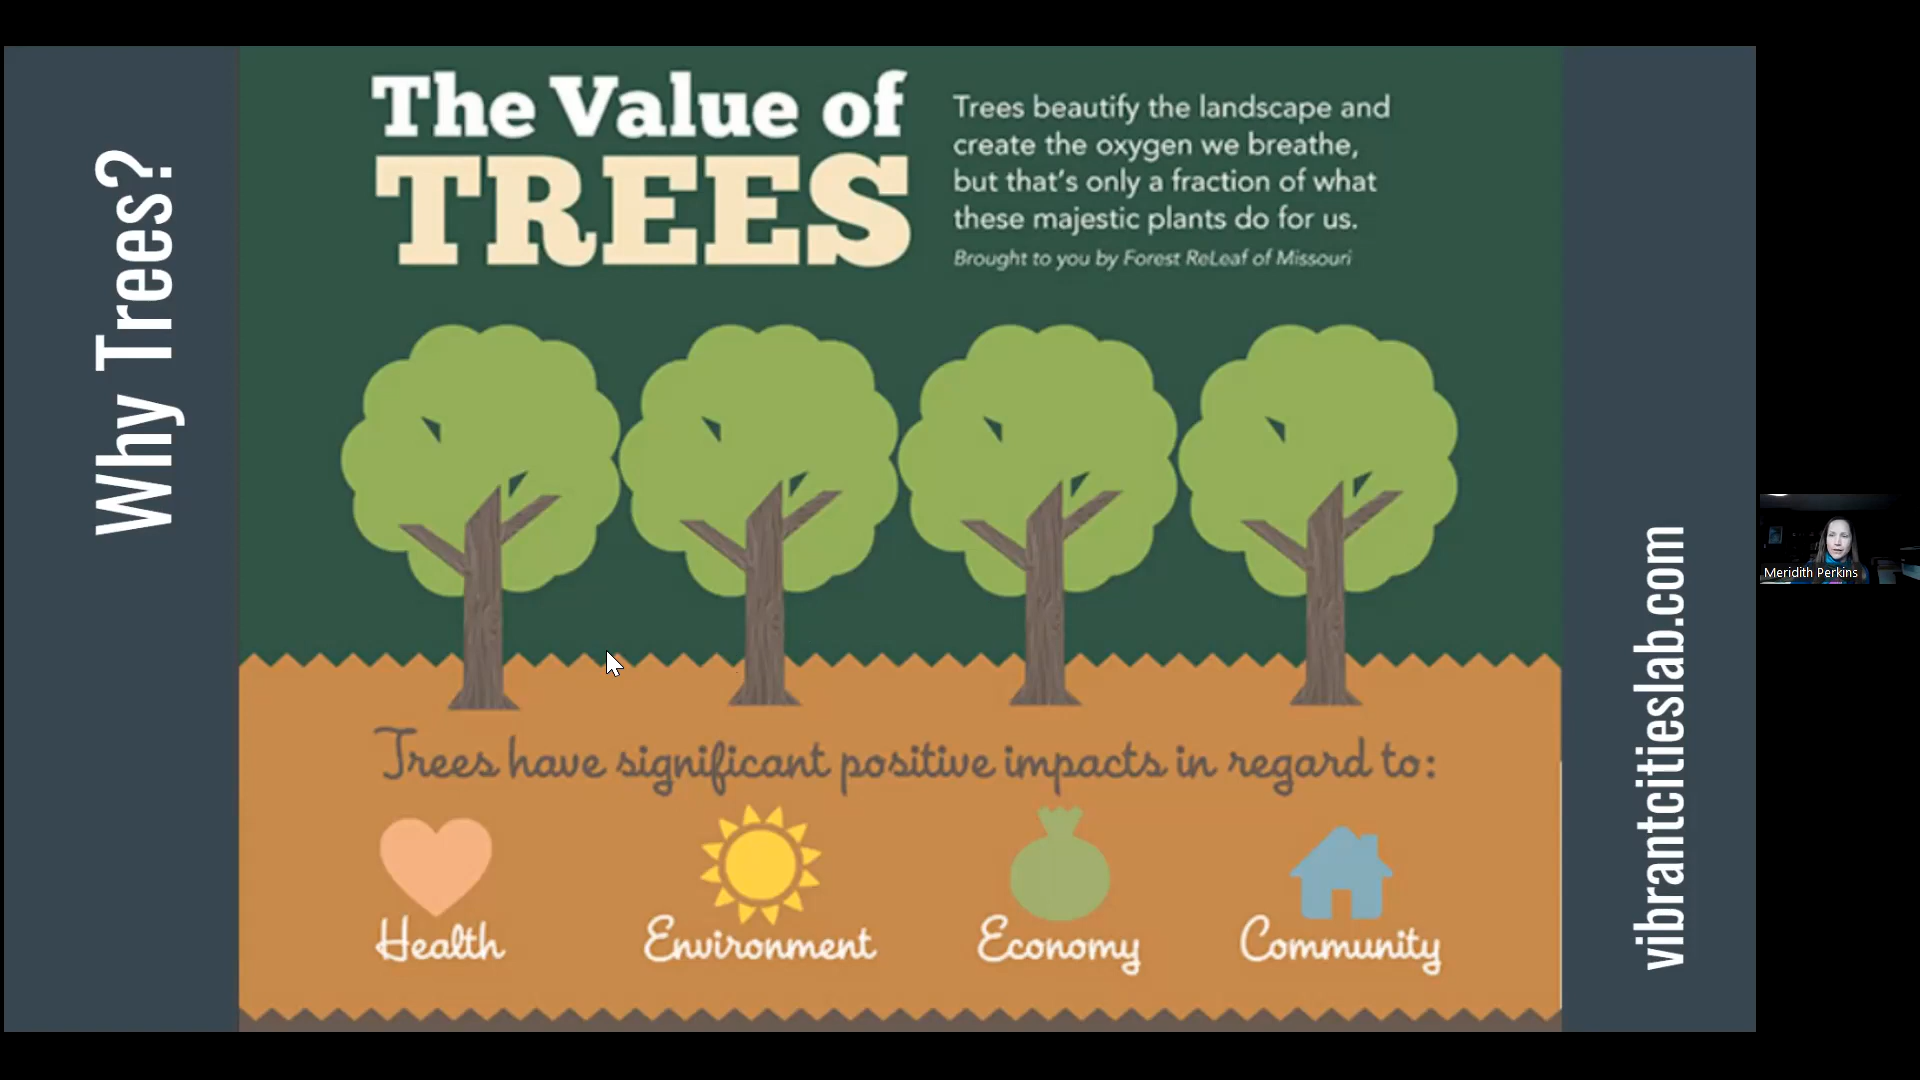 Why Trees?
The Value of
TREES
Trees beautify the landscape and
create the oxygen we breathe,
but that's only a fraction of what
these majestic plants do for us.
Brought to you by Forest ReLeaf of Missouri
Trees have significant positive impacts in regard to:
Health
Environment
Economy
Community
vibrantcitieslab.com
Meridith Perkins